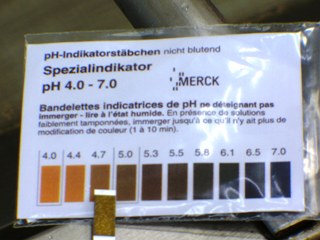 pH-Indikatorstäbchen nicht blutend
Spezialindikator
pH 4.0 - 7.0
MERCK
Bandelettes indicatrices de pH ne déteignant pas
immerger - lire à l'état humide. En présence de solutions
faiblement tamponnées, immerger jusqu'à ce qu'il n'y ait plus de
modification de couleur (1 à 10 min).
4.0 4.4 4.7 5.0 5.3 5.5 5.8 6.1 6.5 7.0